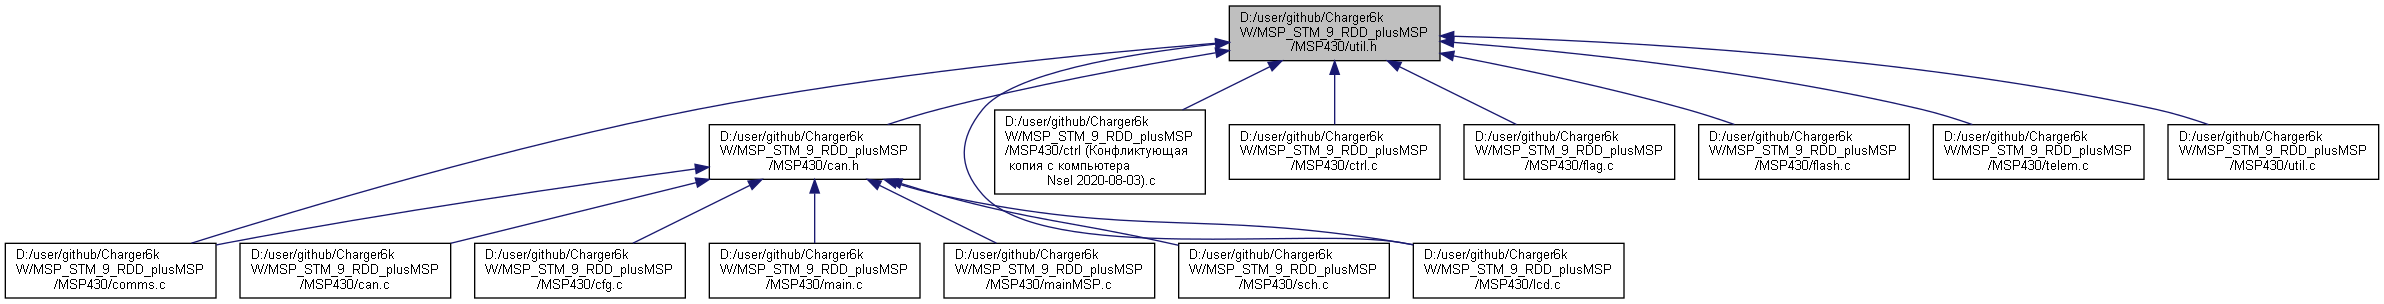 D:/user/github/Charger6k
W/MSP_STM_9_RDD_plusMSP
/MSP430/util.h
D:/user/github/Charger6k
W/MSP_STM_9_RDD_plusMSP
/MSP430/can.h
D:/user/github/Charger6k
W/MSP_STM_9_RDD_plusMSP
/MSP430/ctrl (Конфликтующая
копия с компьютера
Nsel 2020-08-03).c
D:/user/github/Charger6k
W/MSP_STM_9_RDD_plusMSP
/MSP430/ctrl.c
D:/user/github/Charger6k
W/MSP_STM_9_RDD_plusMSP
/MSP430/flag.c
D:/user/github/Charger6k
W/MSP_STM_9_RDD_plusMSP
/MSP430/flash.c
D:/user/github/Charger6k
W/MSP_STM_9_RDD_plusMSP
/MSP430/telem.c
D:/user/github/Charger6k
W/MSP_STM_9_RDD_plusMSP
/MSP430/util.c
D:/user/github/Charger6k
W/MSP_STM_9_RDD_plusMSP
/MSP430/comms.c
D:/user/github/Charger6k
W/MSP_STM_9_RDD_plusMSP
/MSP430/can.c
D:/user/github/Charger6k
W/MSP_STM_9_RDD_plusMSP
/MSP430/cfg.c
D:/user/github/Charger6k
W/MSP_STM_9_RDD_plusMSP
/MSP430/main.c
D:/user/github/Charger6k
W/MSP_STM_9_RDD_plusMSP
/MSP430/mainMSP.c
D:/user/github/Charger6k
W/MSP_STM_9_RDD_plusMSP
/MSP430/sch.c
D:/user/github/Charger6k
W/MSP_STM_9_RDD_plusMSP
/MSP430/lcd.c